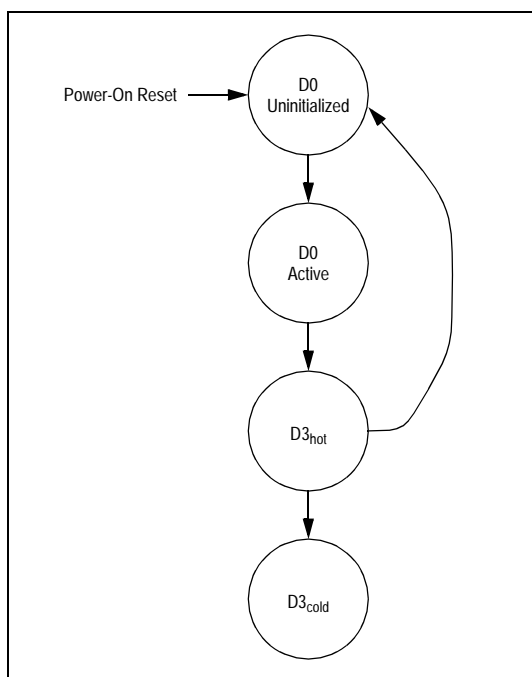 D0
Uninitialized
Power-On Reset
D0
Active
D3hot
D3cold